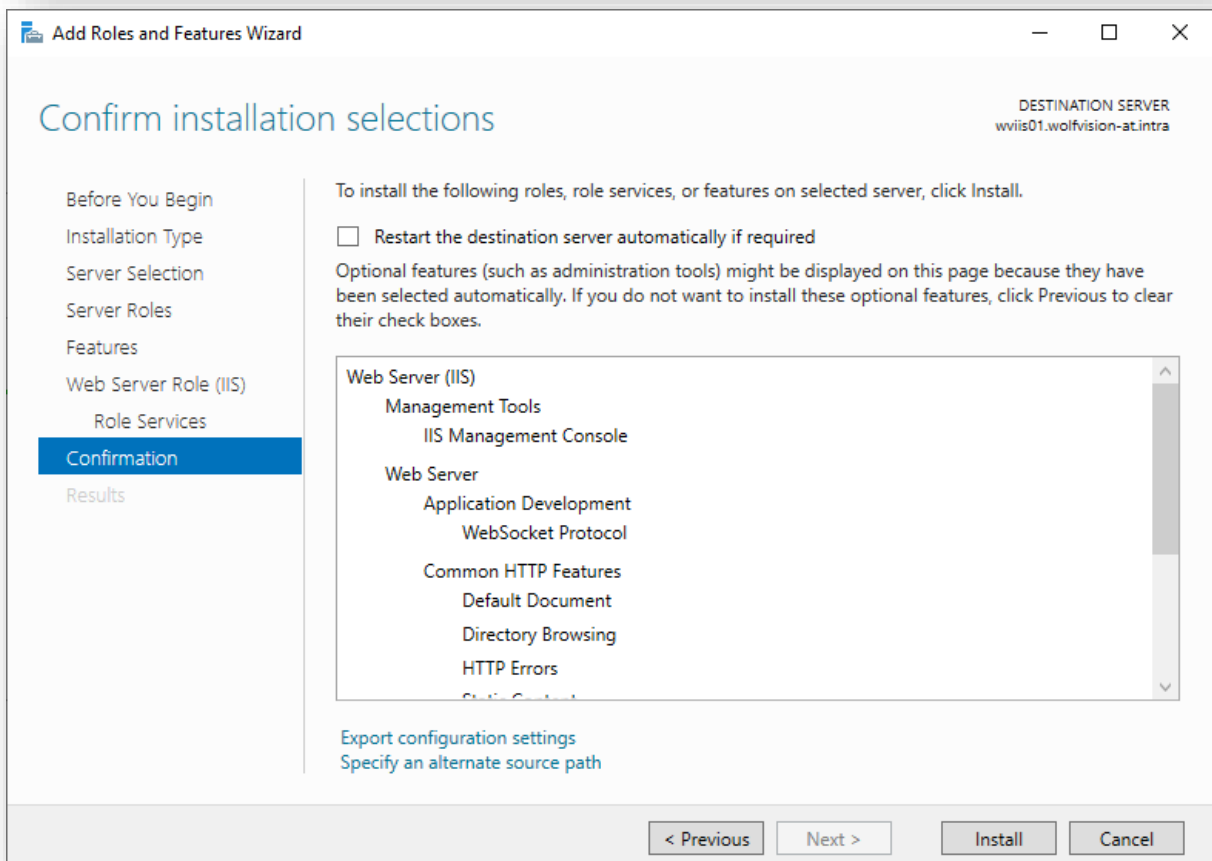 Add Roles and Features Wizard
Confirm installation selections
DESTINATION SERVER
wviis01.wolfvision-at.intra
Before You Begin
Installation Type
Server Selection
Server Roles
Features
Web Server Role (IIS)
Role Services
Confirmation
Results
To install the following roles, role services, or features on selected server, click Install.
Restart the destination server automatically if required
Optional features (such as administration tools) might be displayed on this page because they have
been selected automatically. If you do not want to install these optional features, click Previous to clear
their check boxes.
Web Server (IIS)
Management Tools
IIS Management Console
Web Server
Application Development
WebSocket Protocol
Common HTTP Features
Default Document
Directory Browsing
HTTP Errors
Static Content
Export configuration settings
Specify an alternate source path
< Previous
Next >
Install
Cancel